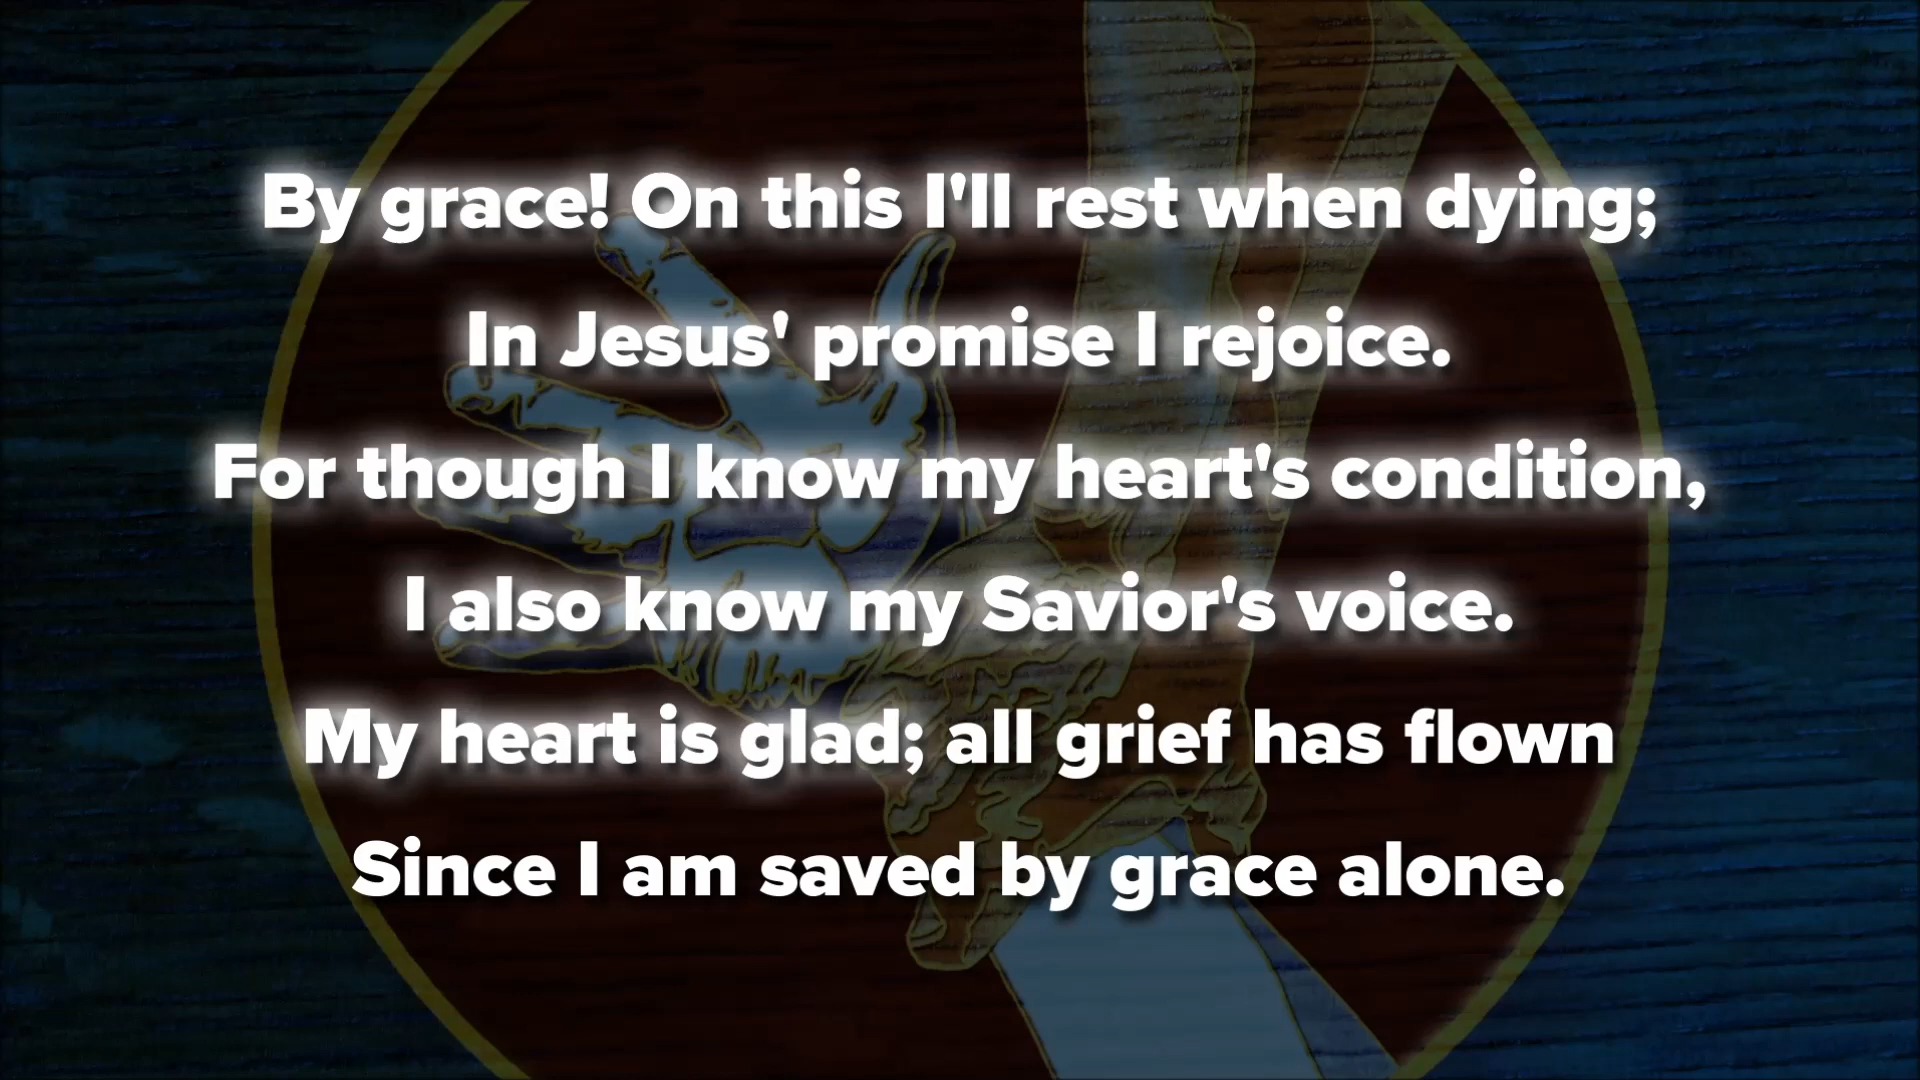 By grace! On this I'll rest when dying;
In Jesus' promise I rejoice.
For though I know my heart's condition,
I also know my Savior's voice.
My heart is glad; all grief has flown
Since I am saved by grace alone.